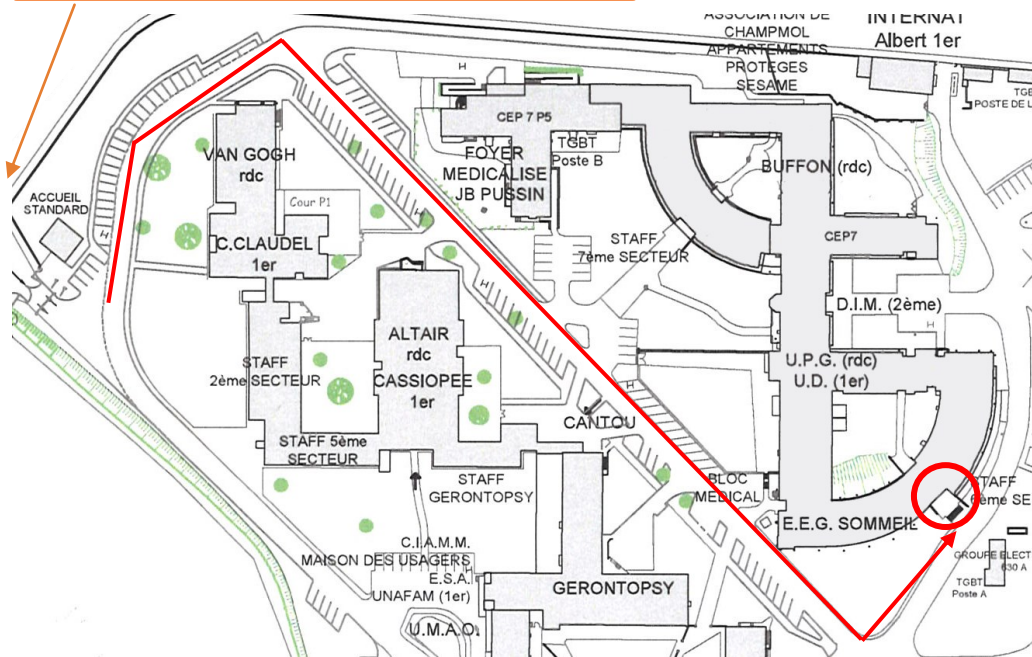 ASSOCIATION DE
CHAMPMOL
APPARTEMENTS
PROTEGES
SESAME
INTERNAT
Albert 1er
H
CEP 7 P5
TGBT
Poste B
POSTE DE L
VAN GOGH
rdc
FOYER
MEDICALISE
JB PUSSIN
BUFFON (rdc)
ACCUEIL
STANDARD
Cour P1
H
H
C.CLAUDEL
1er
STAFF
7ème SECTEUR
CEP7
D.I.M. (2ème)
H
ALTAIR
rdc
CASSIOPEE
1er
STAFF
2ème SECTEUR
U.P.G. (rdc)
U.D. (1er)
H
CANTOU
STAFF 5ème
SECTEUR
STAFF
GERONTOPSY
BLOC
MEDICAL
STAFF
6ème SE
E.E.G. SOMMEIL
C.I.A.M.M.
MAISON DES USAGERS
E.S.A.
UNAFAM (1er)
GROUPE ELECT
630 A
TGBT
Poste A
GERONTOPSY
U.M.A.O.